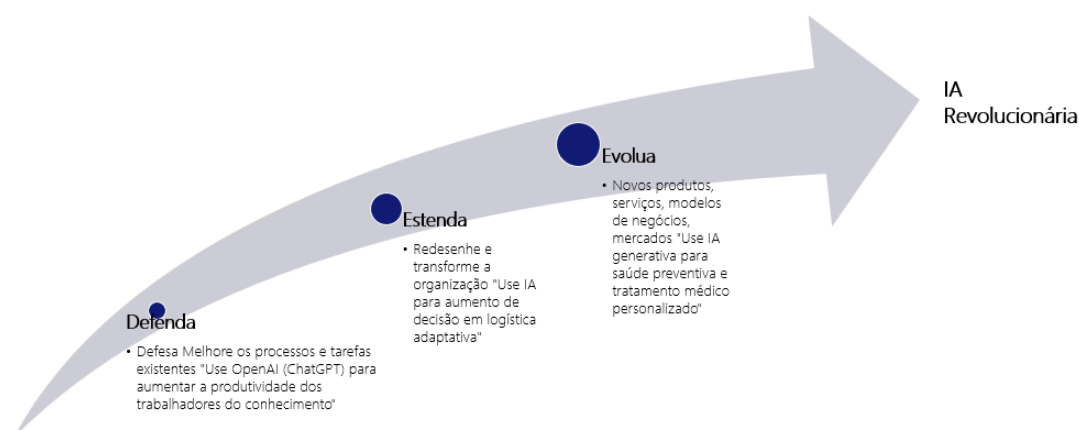 IA
Revolucionária
Evolua
• Novos produtos,
serviços, modelos
de negócios,
mercados "Use IA
generativa para
saúde preventiva e
tratamento médico
personalizado"
Estenda
• Redesenhe e
transforme a
organização "Use IA
para aumento de
decisão em logística
adaptativa"
Defenda
• Defesa Melhore os processos e tarefas
existentes "Use OpenAI (ChatGPT) para
aumentar a produtividade dos
trabalhadores do conhecimento"